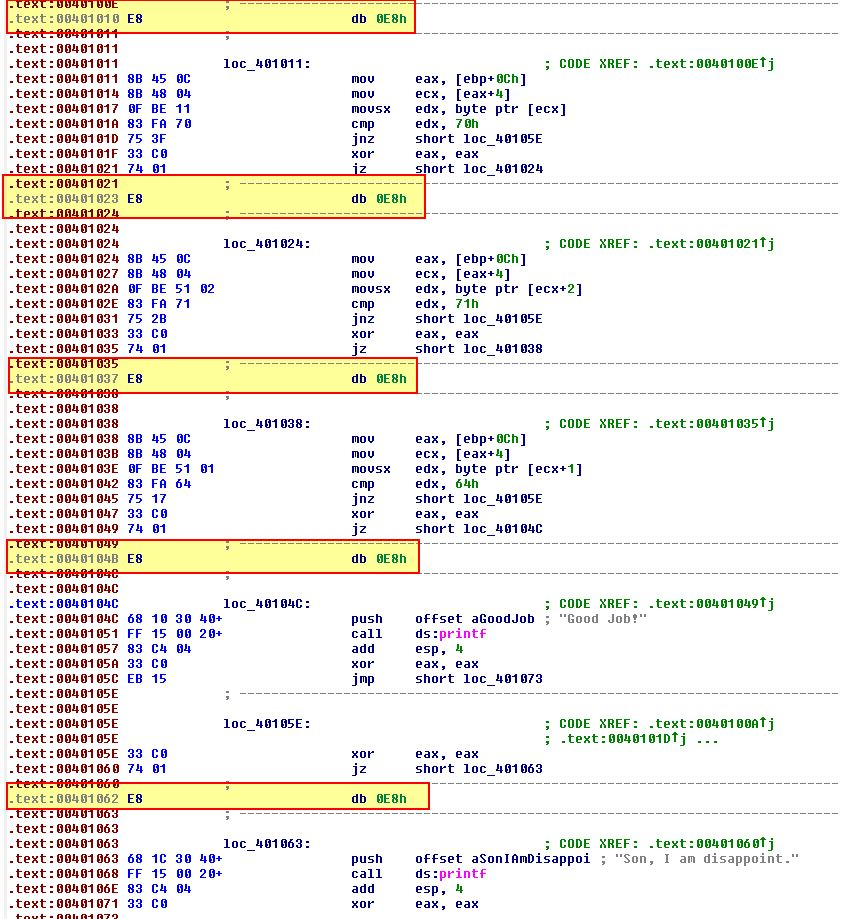 .text:0040100E ; ---------------------------------------------------------------------------
.text:00401010 E8 db 0E8h
.text:00401011 ; ---------------------------------------------------------------------------
.text:00401011
.text:00401011 loc_401011: ; CODE XREF: .text:0040100E↑j
.text:00401011 8B 45 0C mov eax, [ebp+0Ch]
.text:00401014 8B 48 04 mov ecx, [eax+4]
.text:00401017 0F BE 11 movsx edx, byte ptr [ecx]
.text:0040101A 83 FA 70 cmp edx, 70h
.text:0040101D 75 3F jnz short loc_40105E
.text:0040101F 33 C0 xor eax, eax
.text:00401021 74 01 jz short loc_401024
.text:00401021 ; ---------------------------------------------------------------------------
.text:00401023 E8 db 0E8h
.text:00401024 ; ---------------------------------------------------------------------------
.text:00401024
.text:00401024 loc_401024: ; CODE XREF: .text:00401021↑j
.text:00401024 8B 45 0C mov eax, [ebp+0Ch]
.text:00401027 8B 48 04 mov ecx, [eax+4]
.text:0040102A 0F BE 51 02 movsx edx, byte ptr [ecx+2]
.text:0040102E 83 FA 71 cmp edx, 71h
.text:00401031 75 2B jnz short loc_40105E
.text:00401033 33 C0 xor eax, eax
.text:00401035 74 01 jz short loc_401038
.text:00401035 ; ---------------------------------------------------------------------------
.text:00401037 E8 db 0E8h
.text:00401038 ; ---------------------------------------------------------------------------
.text:00401038
.text:00401038 loc_401038: ; CODE XREF: .text:00401035↑j
.text:00401038 8B 45 0C mov eax, [ebp+0Ch]
.text:0040103B 8B 48 04 mov ecx, [eax+4]
.text:0040103E 0F BE 51 01 movsx edx, byte ptr [ecx+1]
.text:00401042 83 FA 64 cmp edx, 64h
.text:00401045 75 17 jnz short loc_40105E
.text:00401047 33 C0 xor eax, eax
.text:00401049 74 01 jz short loc_40104C
.text:00401049 ; ---------------------------------------------------------------------------
.text:0040104B E8 db 0E8h
.text:0040104C ; ---------------------------------------------------------------------------
.text:0040104C
.text:0040104C loc_40104C: ; CODE XREF: .text:00401049↑j
.text:0040104C 68 10 30 40+ push offset aGoodJob ; "Good Job!"
.text:00401051 FF 15 00 20+ call ds:printf
.text:00401057 83 C4 04 add esp, 4
.text:0040105A 33 C0 xor eax, eax
.text:0040105C EB 15 jmp short loc_401073
.text:0040105E ; ---------------------------------------------------------------------------
.text:0040105E
.text:0040105E loc_40105E: ; CODE XREF: .text:0040100A↑j
.text:0040105E ; .text:0040101D↑j ...
.text:0040105E 33 C0 xor eax, eax
.text:00401060 74 01 jz short loc_401063
.text:00401060 ; ---------------------------------------------------------------------------
.text:00401062 E8 db 0E8h
.text:00401063 ; ---------------------------------------------------------------------------
.text:00401063
.text:00401063 loc_401063: ; CODE XREF: .text:00401060↑j
.text:00401063 68 1C 30 40+ push offset aSonIAmDisappoi ; "Son, I am disappoint."
.text:00401068 FF 15 00 20+ call ds:printf
.text:0040106E 83 C4 04 add esp, 4
.text:00401071 33 C0 xor eax, eax